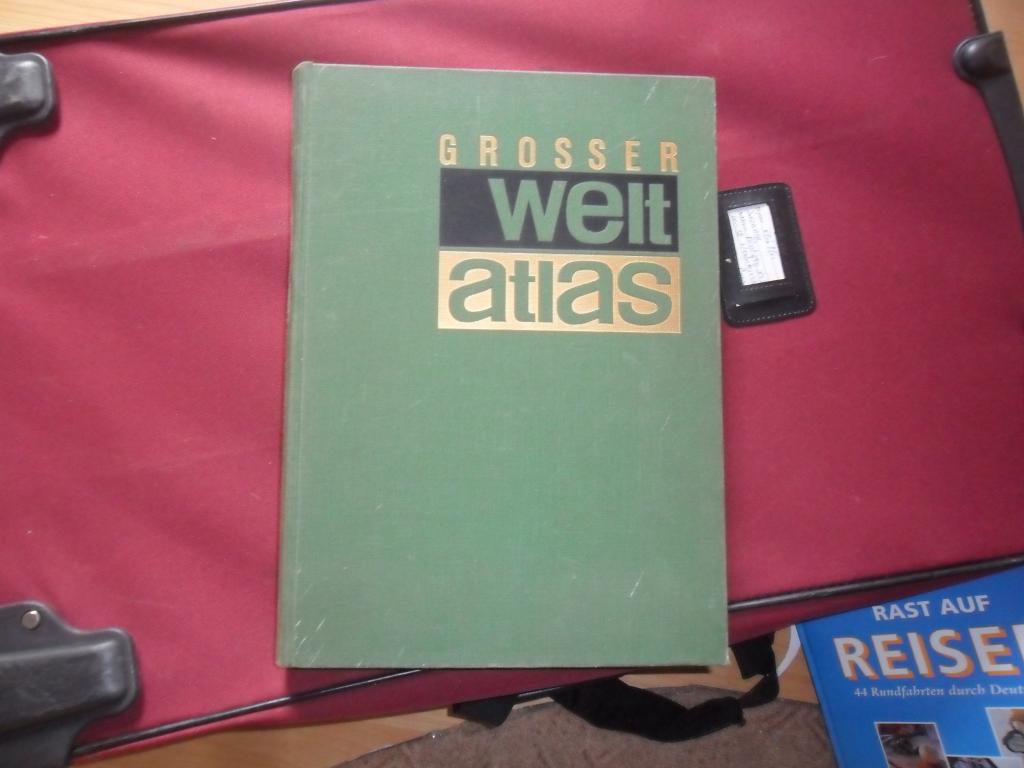 GROSSER
welt
atlas
RAST AUF
REISE
44 Rundfahrten durch Deut